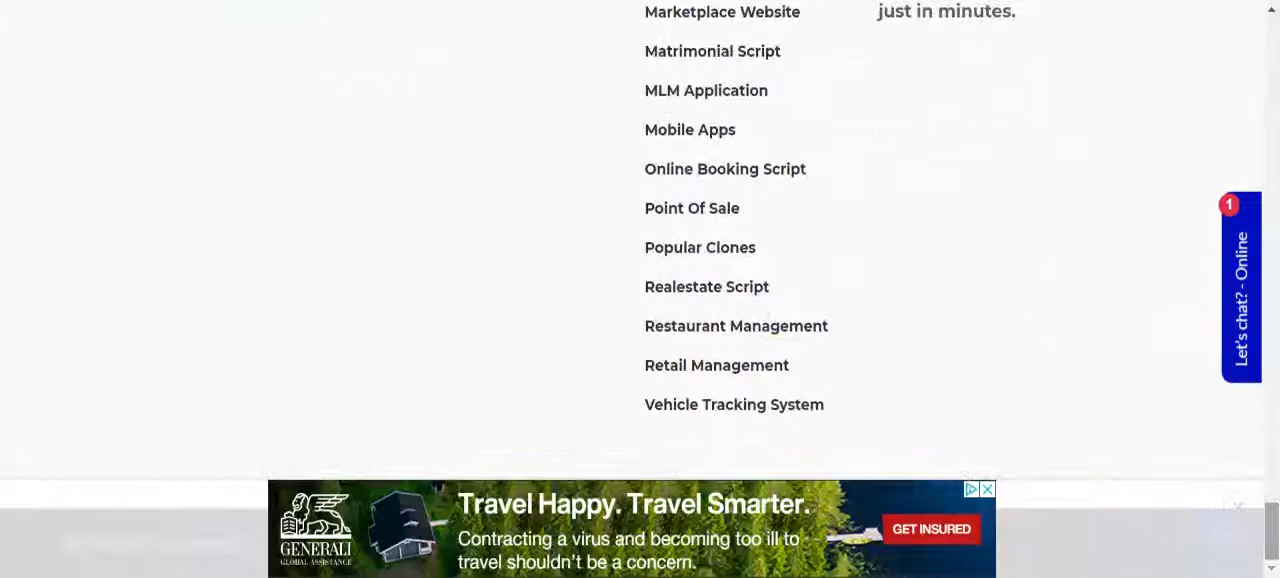 Marketplace Website
just in minutes.
Matrimonial Script
MLM Application
Mobile Apps
Online Booking Script
Point Of Sale
Popular Clones
Realestate Script
Restaurant Management
Retail Management
Vehicle Tracking System
1
Let's chat? - Online
Travel Happy. Travel Smarter.
Contracting a virus and becoming too ill to
travel shouldn't be a concern.
GET INSURED
GENERALI
GLOBAL ASSISTANCE